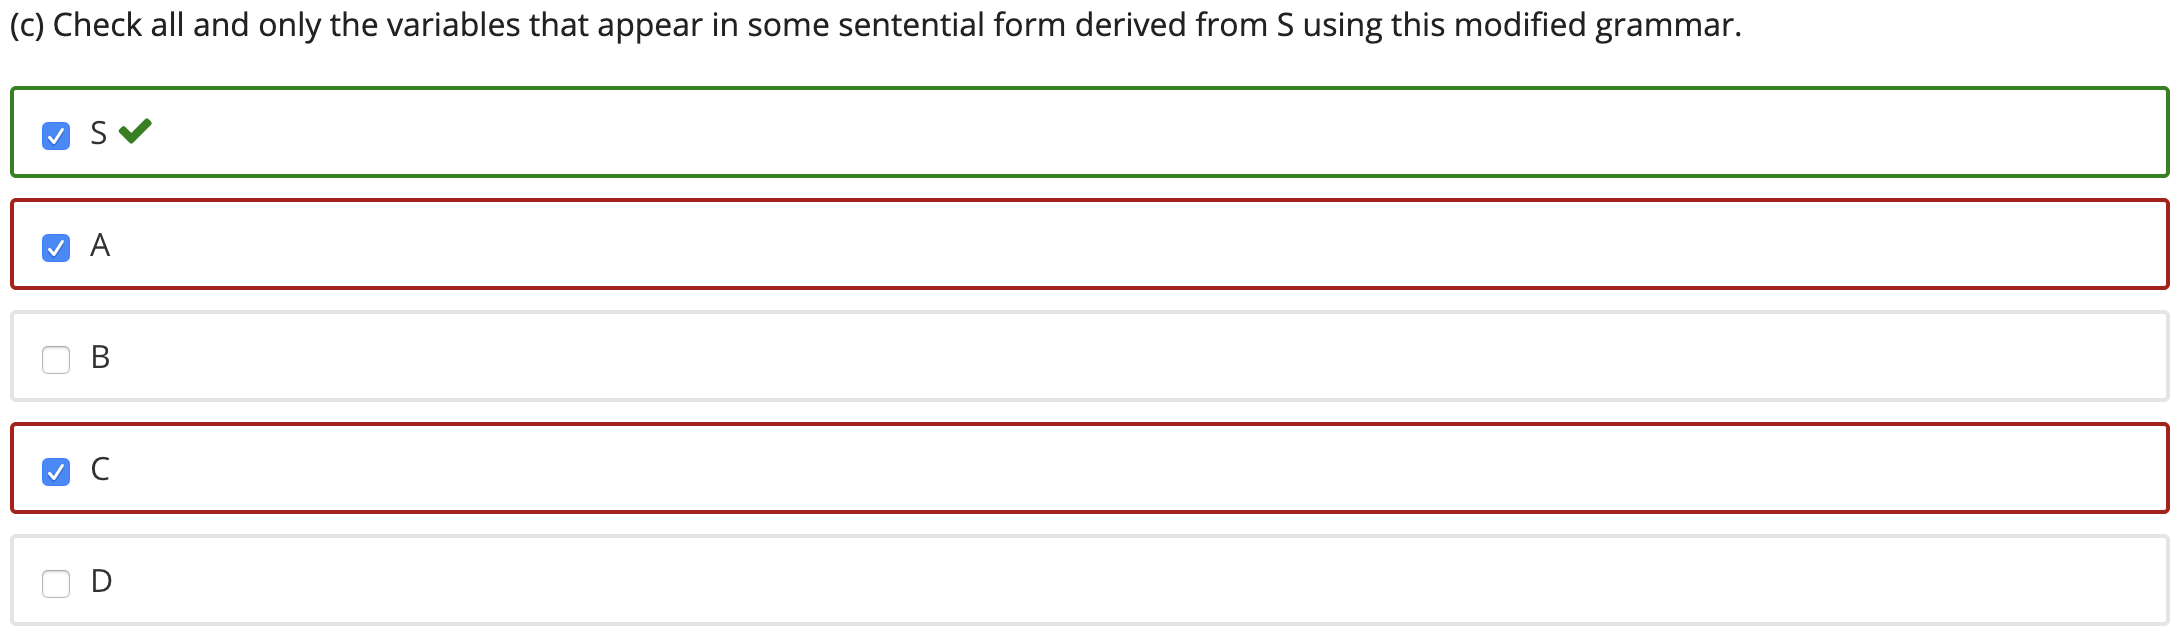 (c) Check all and only the variables that appear in some sentential form derived from S using this modified grammar.
S
A
B
C
D